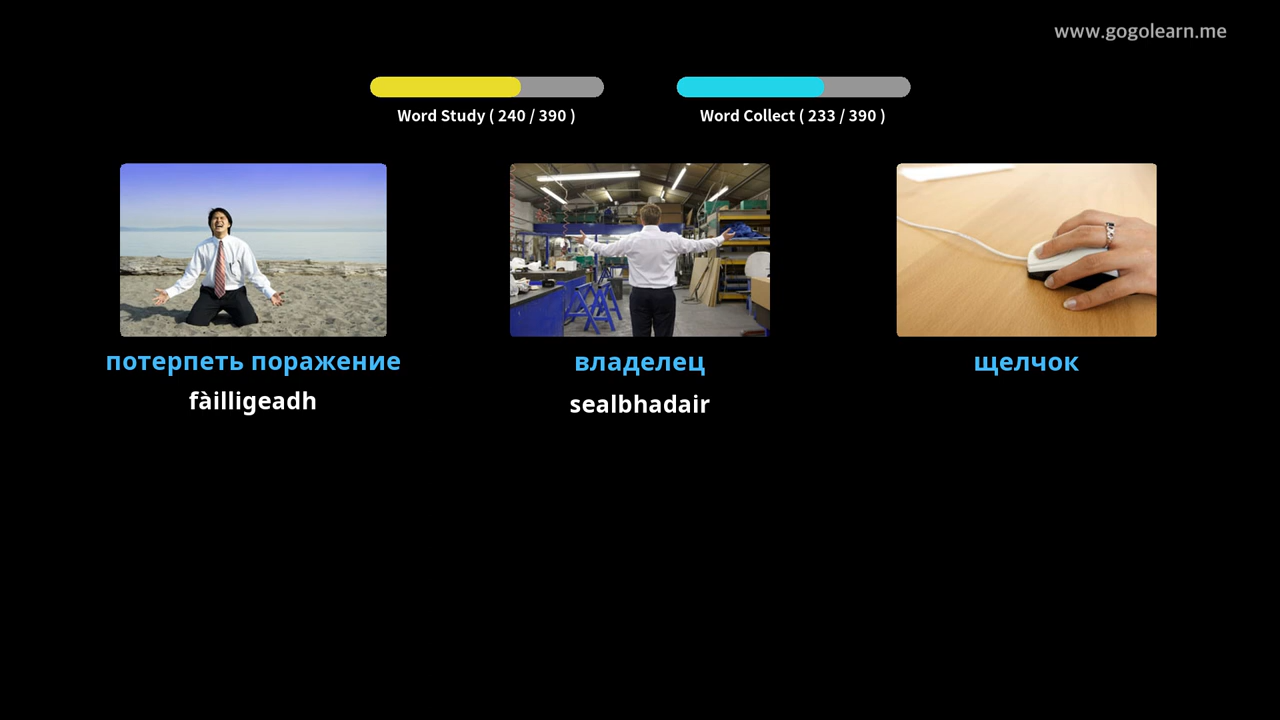 www.gogolearn.me
Word Study ( 240 / 390 )
Word Collect ( 233 / 390 )
потерпеть поражение
владелец
щелчок
fàilligeadh
sealbhadair